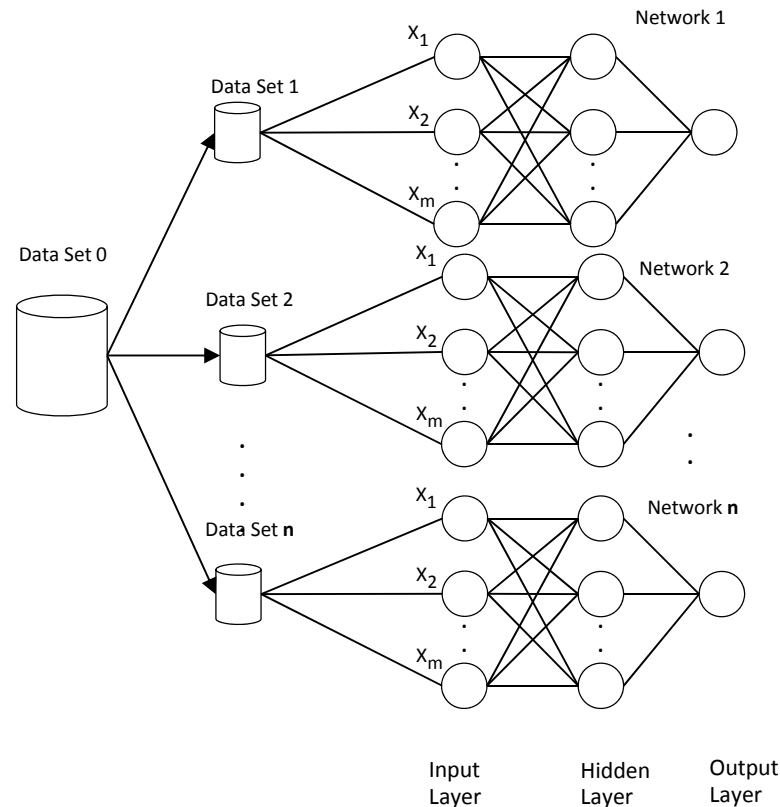 Network 1
X1
Data Set 1
X2
Xm
Data Set 0
X1
Network 2
Data Set 2
X2
Xm
X1
Network n
Data Set n
X2
Xm
Input Layer
Hidden Layer
Output Layer